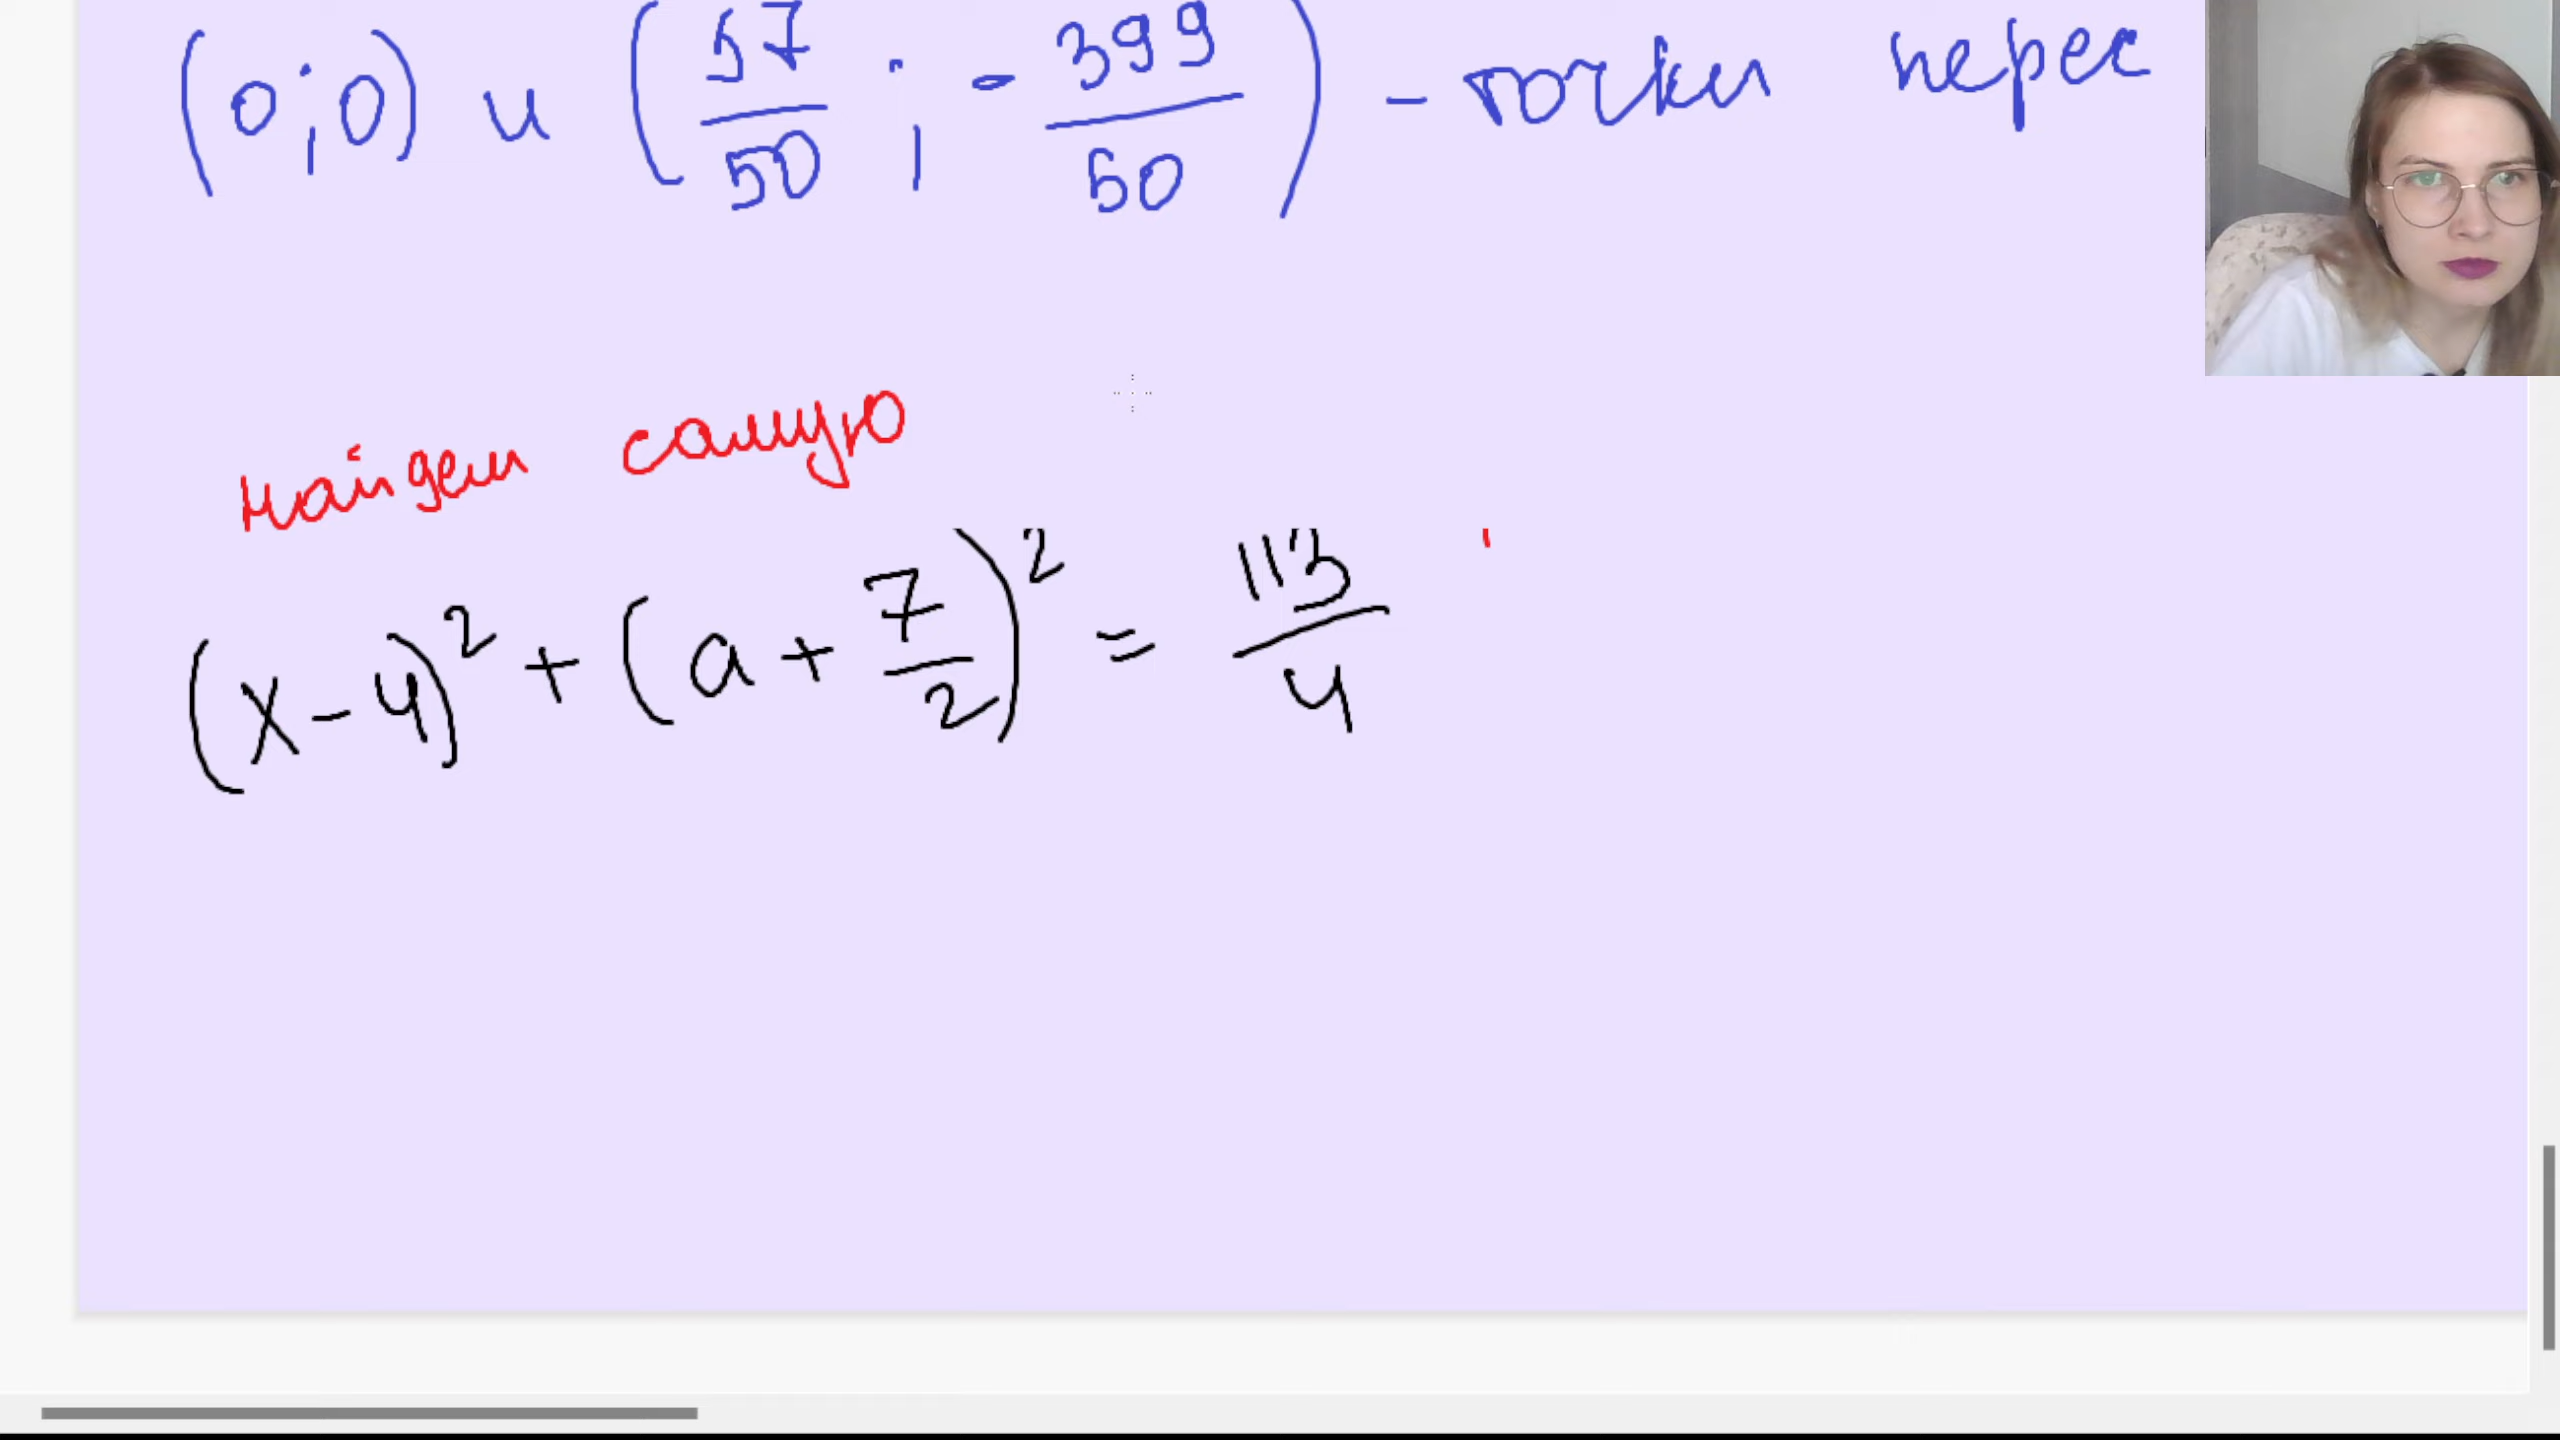 (0;0) и (57/50 ; -399/50) - точки перес
найдем самую
(x-4)² + (a + 7/2)² = 113/4